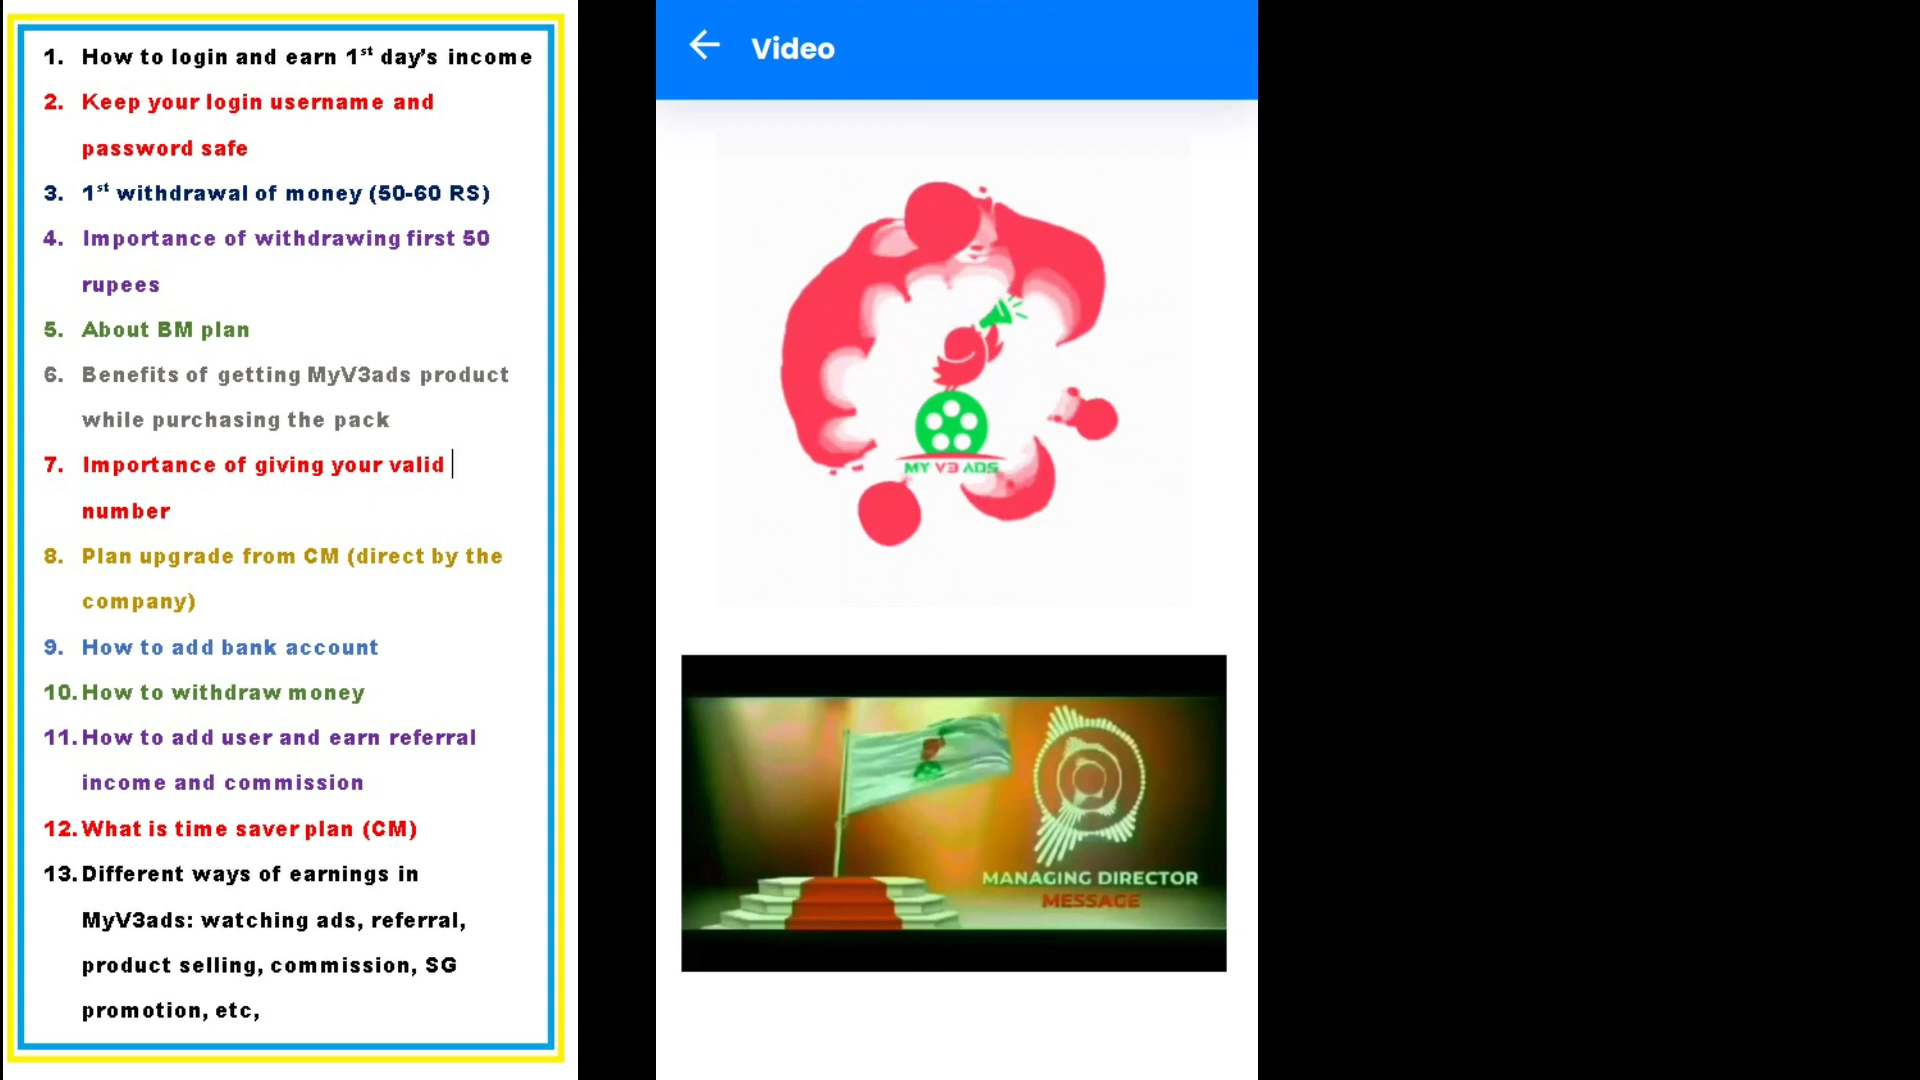 1. How to login and earn 1st day's income
2. Keep your login username and
password safe
3. 1st withdrawal of money (50-60 RS)
4. Importance of withdrawing first 50
rupees
5. About BM plan
6. Benefits of getting MyV3ads product
while purchasing the pack
7. Importance of giving your valid
number
8. Plan upgrade from CM (direct by the
company)
9. How to add bank account
10. How to withdraw money
11. How to add user and earn referral
income and commission
12. What is time saver plan (CM)
13. Different ways of earnings in
MyV3ads: watching ads, referral,
product selling, commission, SG
promotion, etc,
Video
MY V3 ADS
MANAGING DIRECTOR
MESSAGE